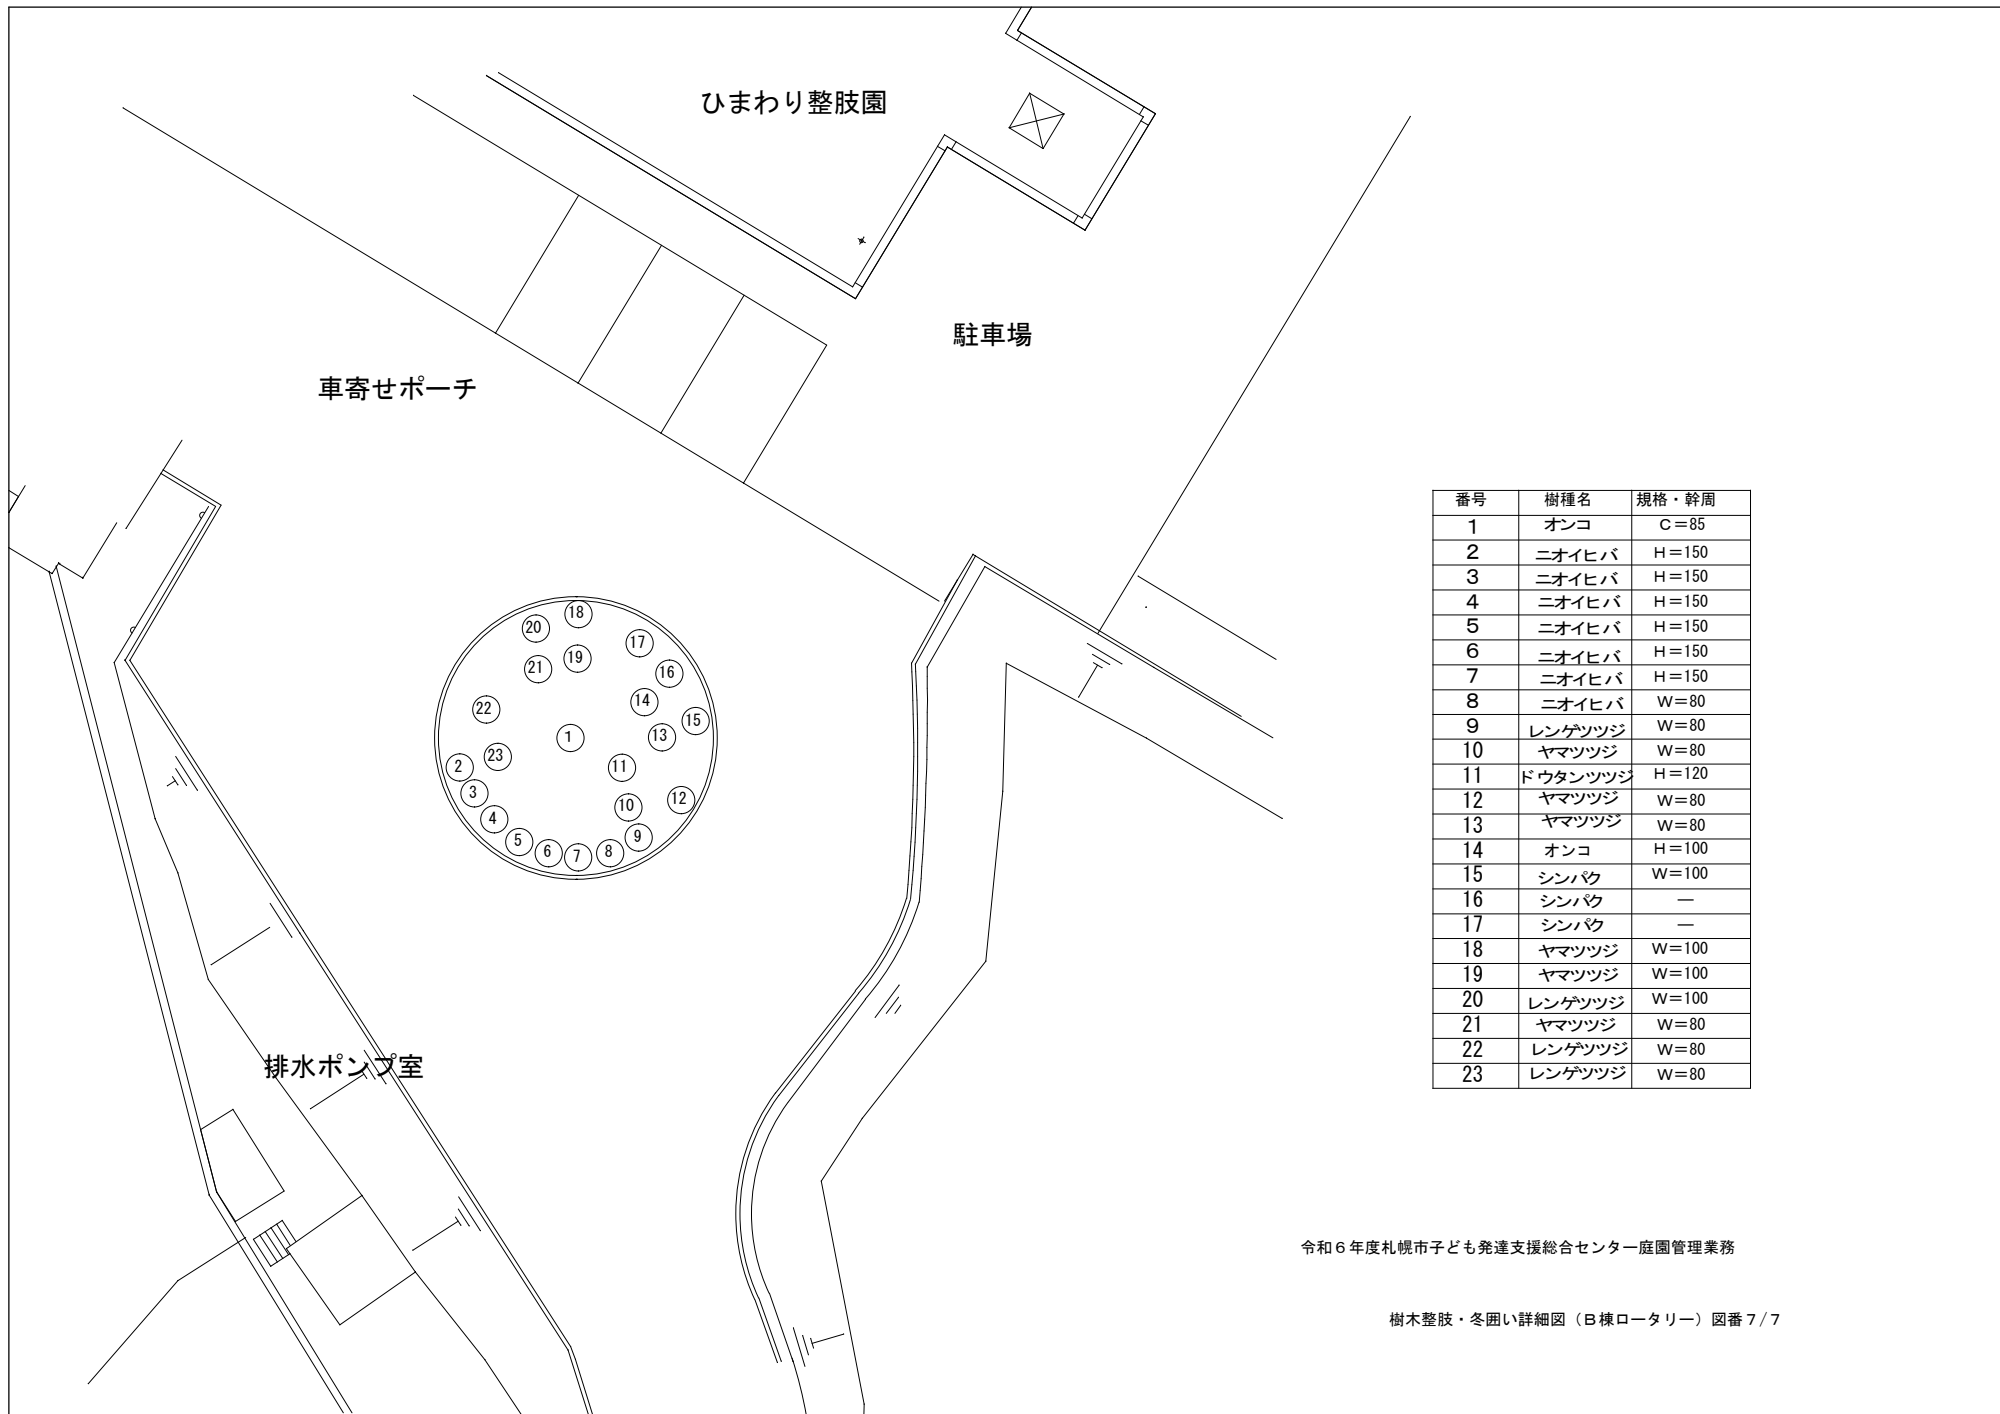 ひまわり整肢園
駐車場
車寄せポーチ
18
20
17
19
21
16
14
22
15
1
13
23
2
11
3
12
10
4
9
5
6
7
8
番号 樹種名 規格・幹周
1 オンコ C=85
2 ニオイヒバ H=150
3 ニオイヒバ H=150
4 ニオイヒバ H=150
5 ニオイヒバ H=150
6 ニオイヒバ H=150
7 ニオイヒバ H=150
8 ニオイヒバ W=80
9 レンゲツツジ W=80
10 ヤマツツジ W=80
11 ドウタンツツジ H=120
12 ヤマツツジ W=80
13 ヤマツツジ W=80
14 オンコ H=100
15 シンパク W=100
16 シンパク ―
17 シンパク ―
18 ヤマツツジ W=100
19 ヤマツツジ W=100
20 レンゲツツジ W=100
21 ヤマツツジ W=80
22 レンゲツツジ W=80
23 レンゲツツジ W=80
排水ポンプ室
令和6年度札幌市子ども発達支援総合センター庭園管理業務
樹木整肢・冬囲い詳細図（B棟ロータリー）図番7/7